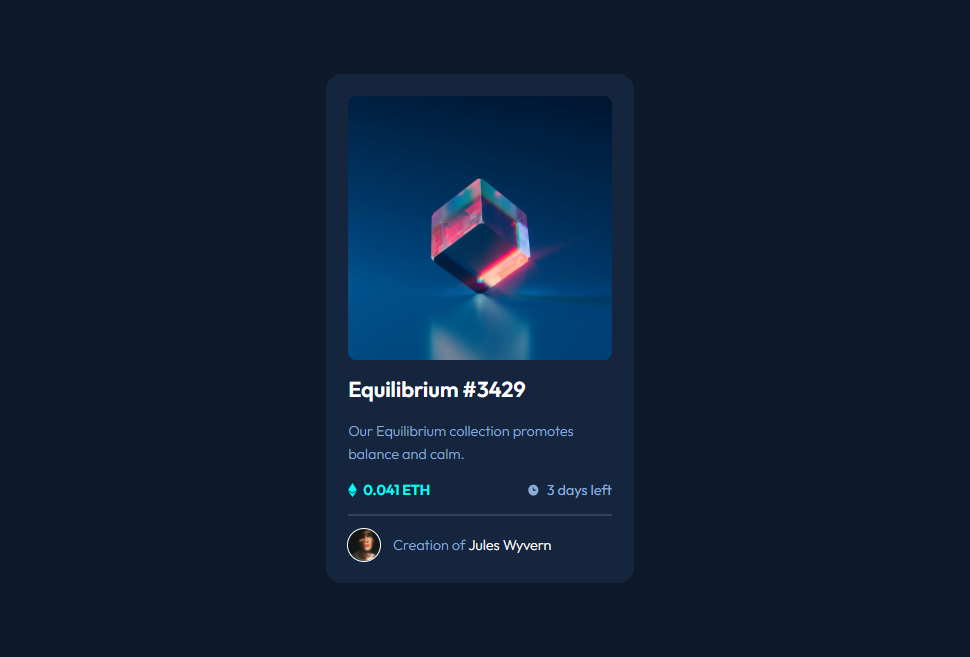 Equilibrium #3429
Our Equilibrium collection promotes
balance and calm.
0.041 ETH
3 days left
Creation of Jules Wyvern